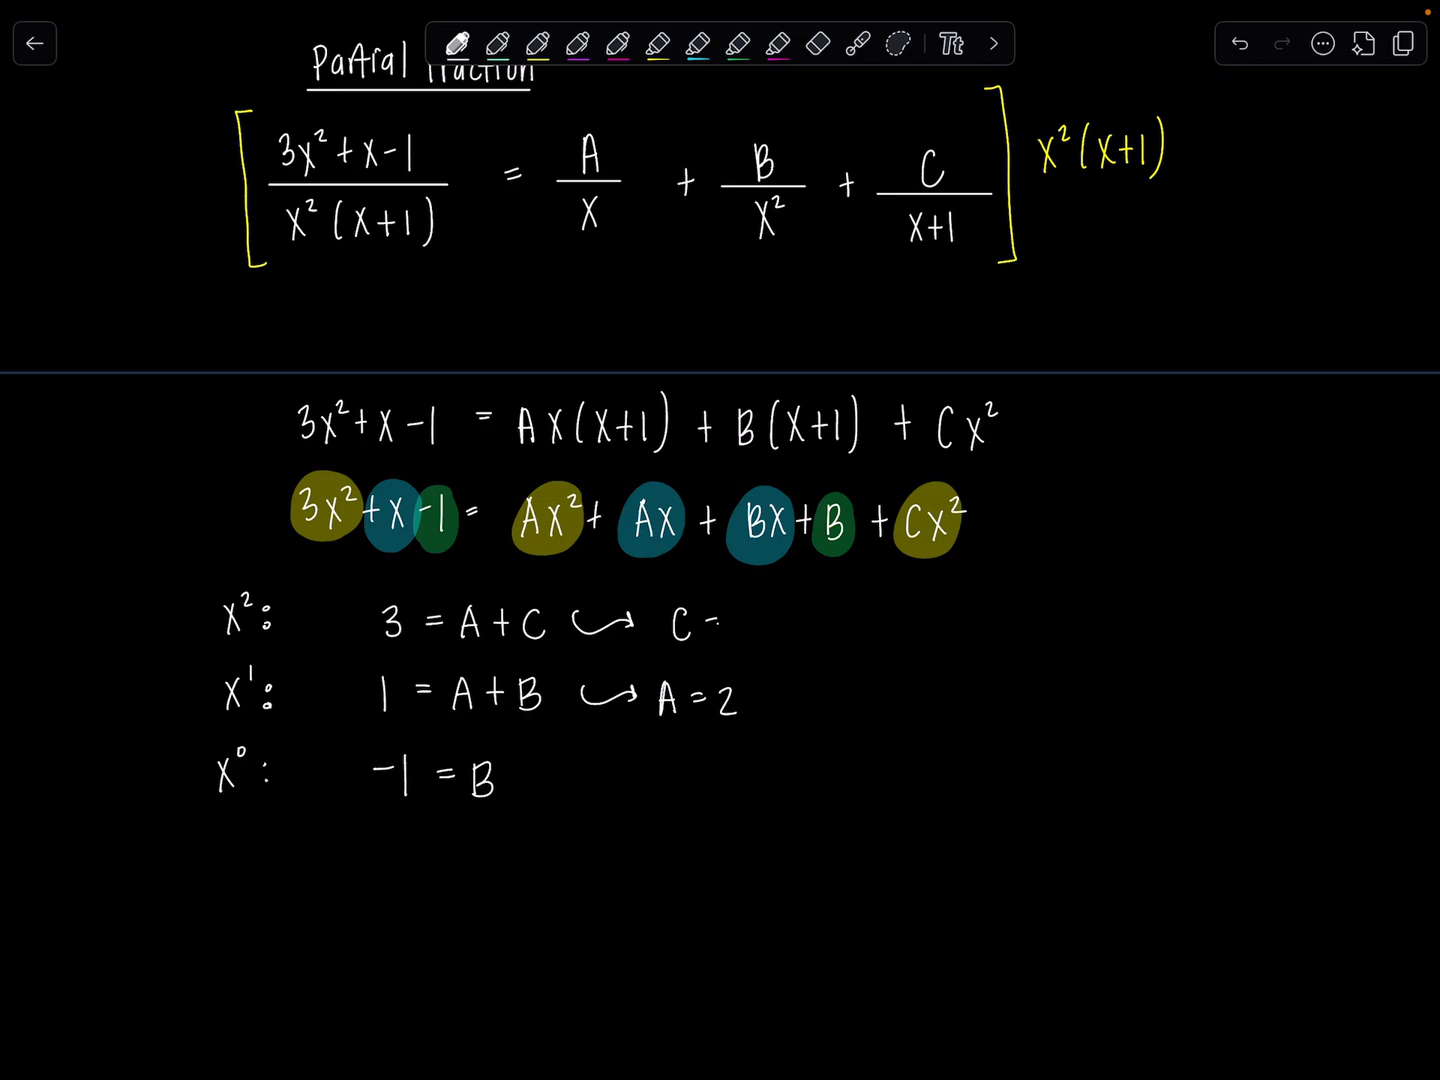 Tt
Partial fraction
[ (3x²+x-1)/(x²(x+1)) = A/x + B/x² + C/(x+1) ] x²(x+1)
3x²+x-1 = Ax(x+1) + B(x+1) + Cx²
3x²+x-1 = Ax²+ Ax + Bx+B + Cx²
x²: 3 = A+C ↪ C -
x¹: 1 = A+B ↪ A=2
x⁰: -1 = B